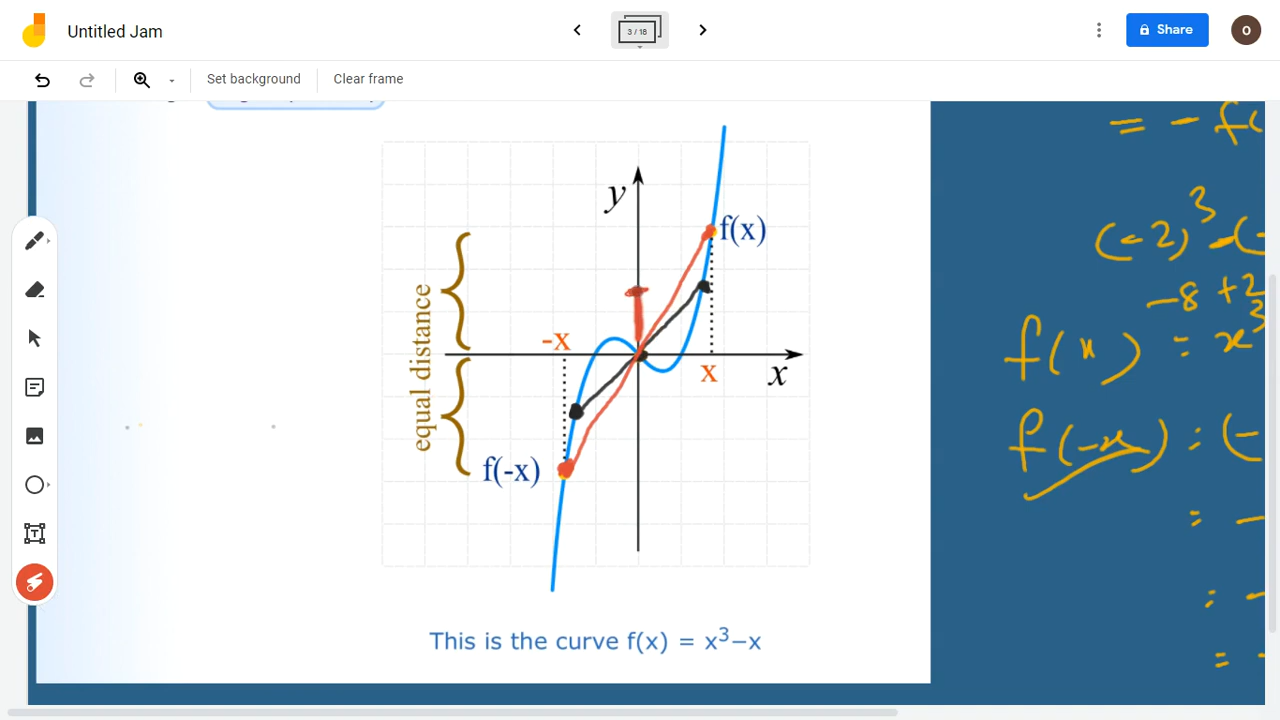 Untitled Jam
3 / 18
Share
O
Set background
Clear frame
= - f(
y
f(x)
(-2)³ -(-
-8 + 2
equal distance
-x
x
x
f(x) = x³
f(-x) = (-
f(-x)
= -
= -
= -
This is the curve f(x) = x³−x